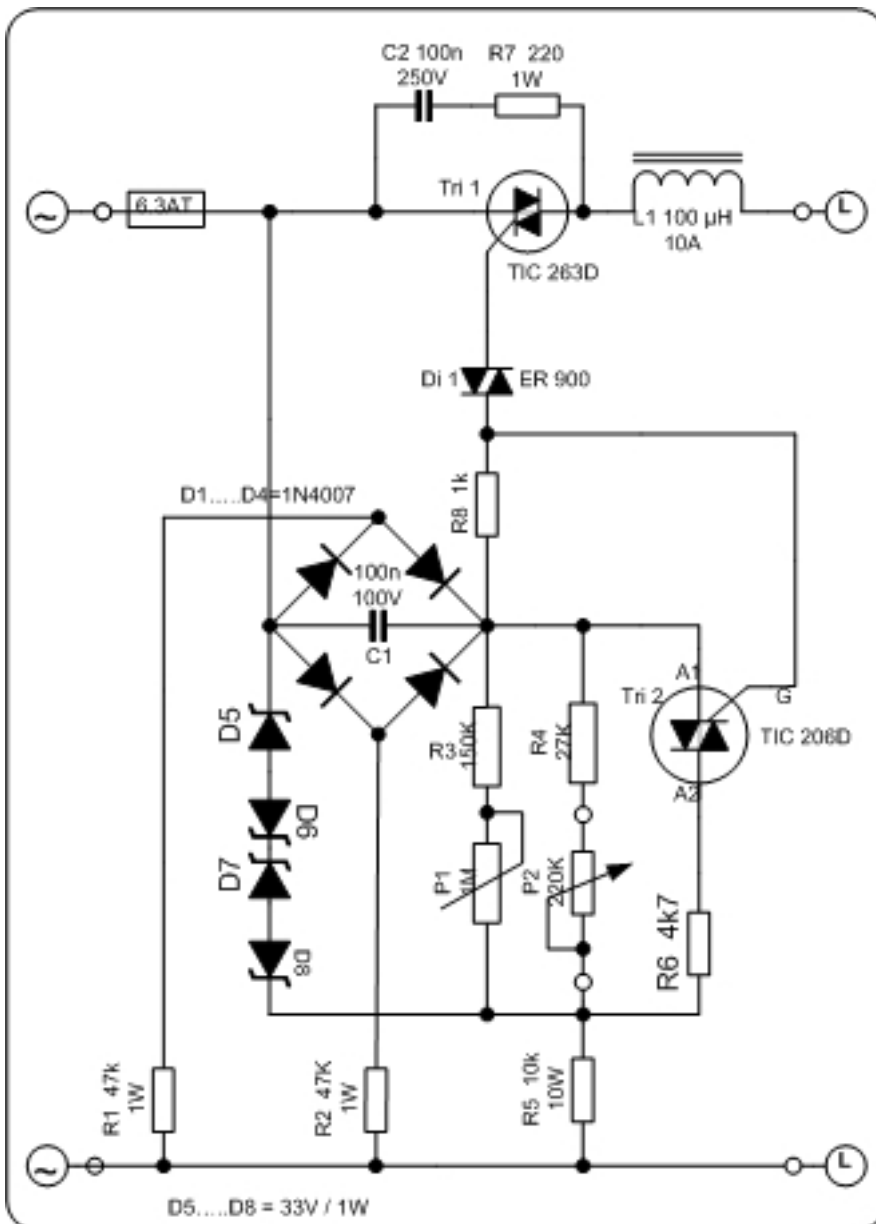 C2 100n
250V
R7 220
1W
~
6.3AT
Tri 1
TIC 263D
L1 100 µH
10A
L
Di 1
ER 900
D1.....D4=1N4007
R8 1k
100n
100V
C1
D5
D6
D7
D8
R3
150K
R4
27K
A1
Tri 2
G
TIC 206D
A2
P1
1M
P2
220K
R6 4k7
R1 47k
1W
R2 47K
1W
R5 10k
10W
~
L
D5.....D8 = 33V / 1W